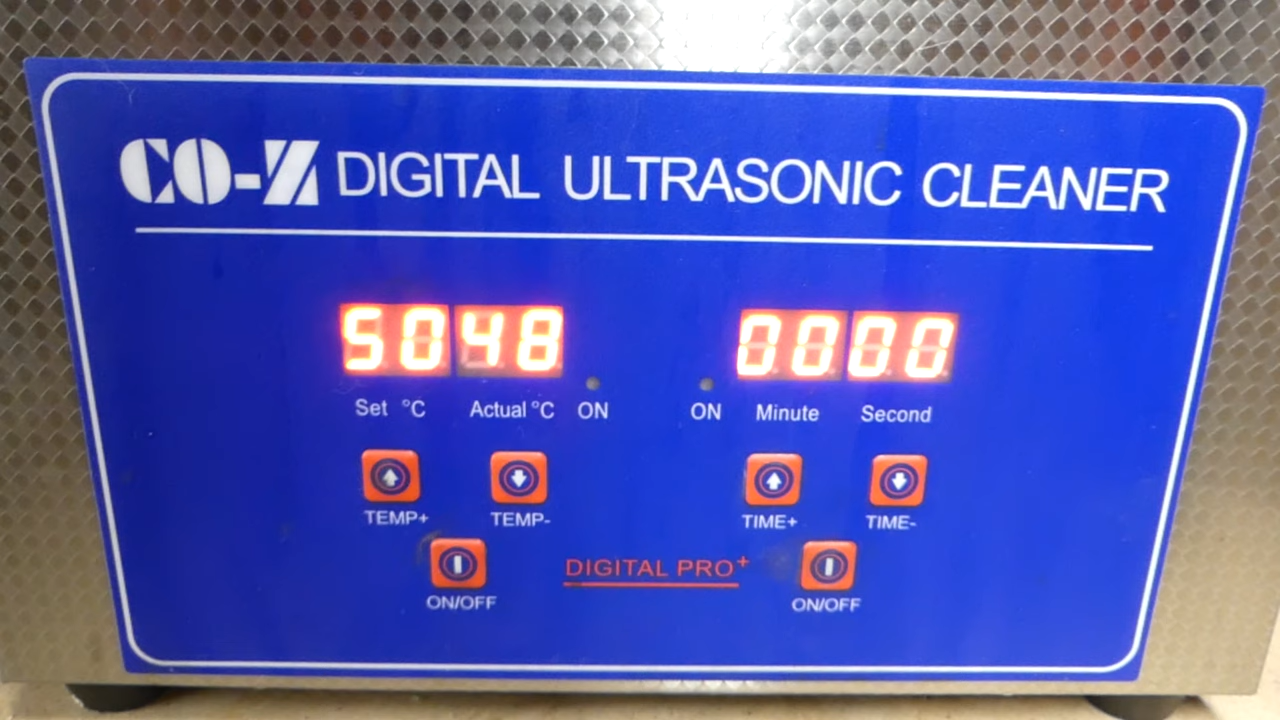 CO-Z DIGITAL ULTRASONIC CLEANER
5048 0000
Set °C Actual °C ON ON Minute Second
TEMP+ TEMP- TIME+ TIME-
DIGITAL PRO+
ON/OFF ON/OFF